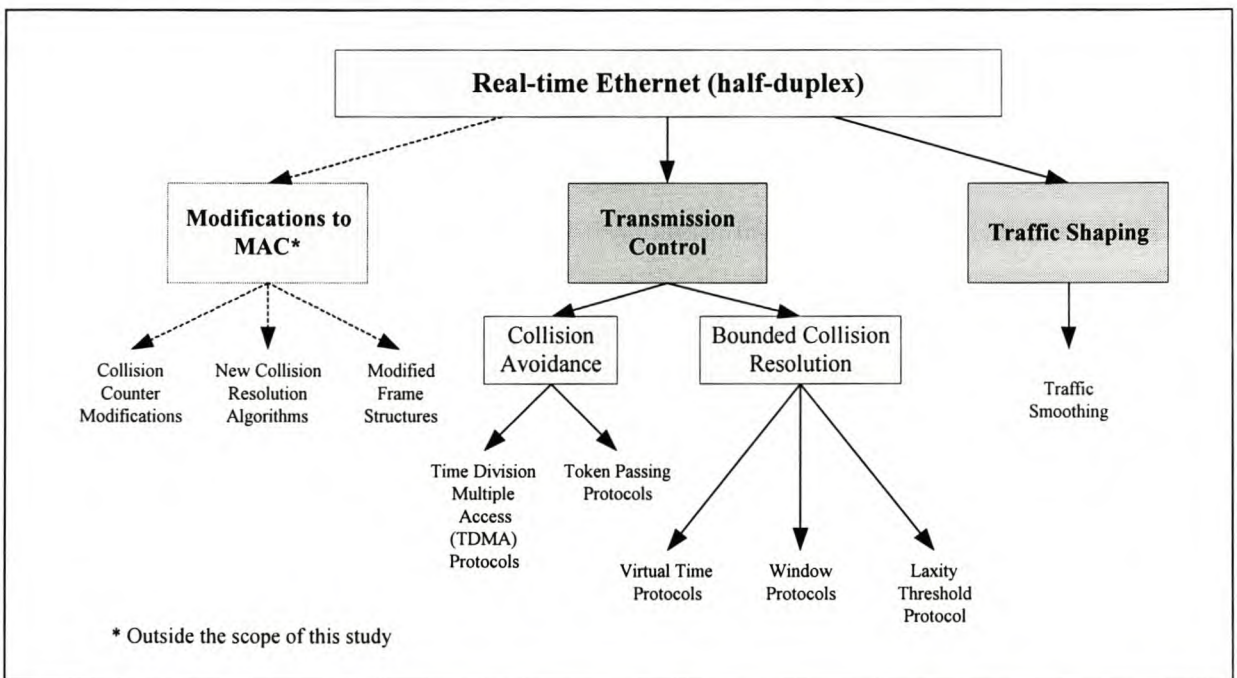 Real-time Ethernet (half-duplex)
Modifications to
MAC*
Transmission
Control
Traffic Shaping
Collision
Counter
Modifications
New Collision
Resolution
Algorithms
Modified
Frame
Structures
Collision
Avoidance
Bounded Collision
Resolution
Traffic
Smoothing
Time Division
Multiple
Access
(TDMA)
Protocols
Token Passing
Protocols
Virtual Time
Protocols
Window
Protocols
Laxity
Threshold
Protocol
* Outside the scope of this study